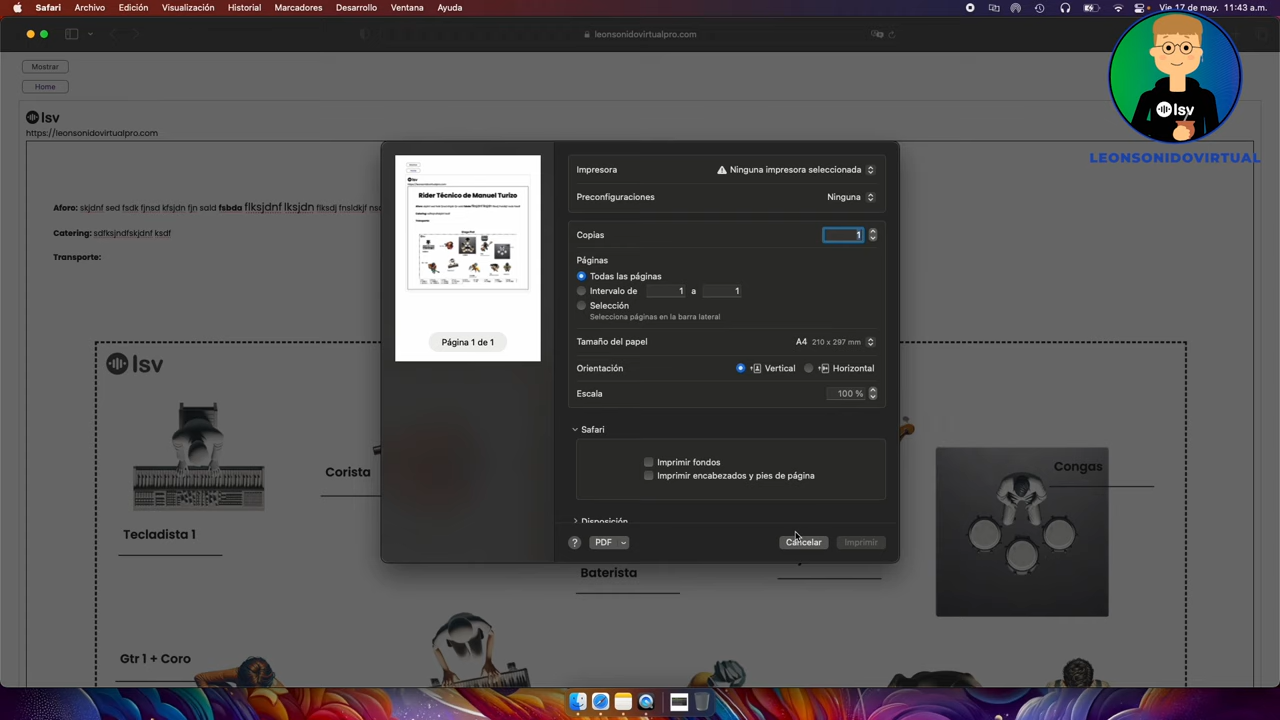 Safari Archivo Edición Visualización Historial Marcadores Desarrollo Ventana Ayuda Vie 17 de may. 11:43 a.m.
leonsonidovirtualpro.com
Mostrar
Home
lsv
https://leonsonidovirtualpro.com
lsv
LEONSONIDOVIRTUAL
Aforo: skjdnf sed fsdk fjnsd kfsjdn fjn sdld fsbda flksjdnf lksjdn flksdj fnsldkjf
Catering: sdfksjndfskjdnf ksdf
Transporte:
Rider Técnico de Manuel Turizo
Página 1 de 1
Impresora Ninguna impresora seleccionada
Preconfiguraciones Ninguna
Copias 1
Páginas
Todas las páginas
Intervalo de 1 a 1
Selección
Selecciona páginas en la barra lateral
Tamaño del papel A4 210 x 297 mm
Orientación Vertical Horizontal
Escala 100 %
Safari
Imprimir fondos
Imprimir encabezados y pies de página
Disposición
? PDF Cancelar Imprimir
lsv
Corista
Congas
Tecladista 1
Baterista
Gtr 1 + Coro